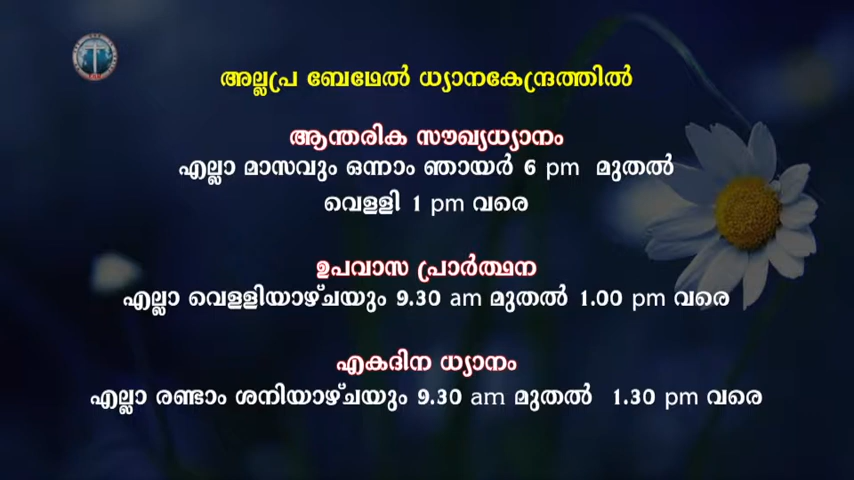 അല്ലപ്ര ബേഥേൽ ധ്യാനകേന്ദ്രത്തിൽ
ആന്തരിക സൗഖ്യധ്യാനം
എല്ലാ മാസവും ഒന്നാം ഞായർ 6 pm മുതൽ
വെള്ളി 1 pm വരെ
ഉപവാസ പ്രാർത്ഥന
എല്ലാ വെള്ളിയാഴ്ചയും 9.30 am മുതൽ 1.00 pm വരെ
ഏകദിന ധ്യാനം
എല്ലാ രണ്ടാം ശനിയാഴ്ചയും 9.30 am മുതൽ 1.30 pm വരെ